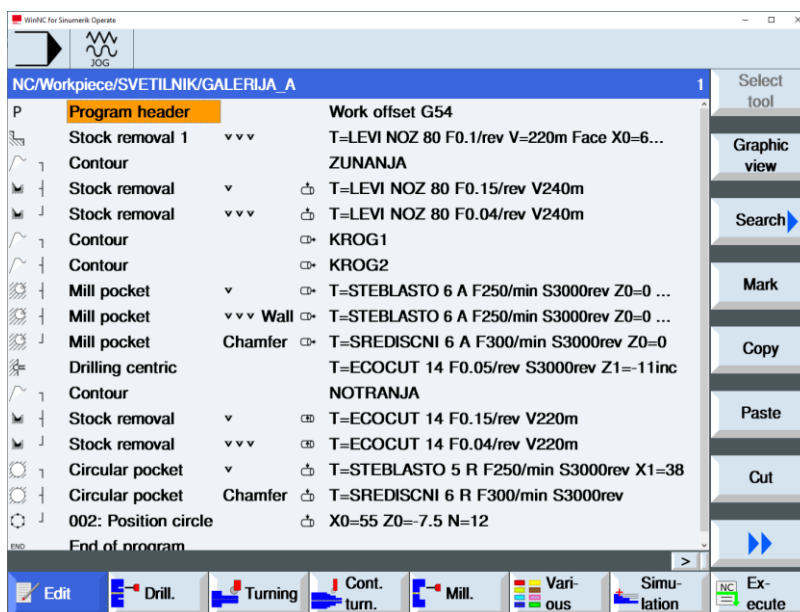 WinNC for Sinumerik Operate
JOG
NC/Workpiece/SVETILNIK/GALERIJA_A 1
P Program header Work offset G54
Stock removal 1 ▿▿▿ T=LEVI NOZ 80 F0.1/rev V=220m Face X0=6...
Contour ZUNANJA
Stock removal ▿ T=LEVI NOZ 80 F0.15/rev V240m
Stock removal ▿▿▿ T=LEVI NOZ 80 F0.04/rev V240m
Contour KROG1
Contour KROG2
Mill pocket ▿ T=STEBLASTO 6 A F250/min S3000rev Z0=0 ...
Mill pocket ▿▿▿ Wall T=STEBLASTO 6 A F250/min S3000rev Z0=0 ...
Mill pocket Chamfer T=SREDISCNI 6 A F300/min S3000rev Z0=0
Drilling centric T=ECOCUT 14 F0.05/rev S3000rev Z1=-11inc
Contour NOTRANJA
Stock removal ▿ T=ECOCUT 14 F0.15/rev V220m
Stock removal ▿▿▿ T=ECOCUT 14 F0.04/rev V220m
Circular pocket ▿ T=STEBLASTO 5 R F250/min S3000rev X1=38
Circular pocket Chamfer T=SREDISCNI 6 R F300/min S3000rev
002: Position circle X0=55 Z0=-7.5 N=12
END End of program
>
Select
tool
Graphic
view
Search
Mark
Copy
Paste
Cut
Edit
Drill.
Turning
Cont.
turn.
Mill.
Vari-
ous
Simu-
lation
NC Ex-
ecute